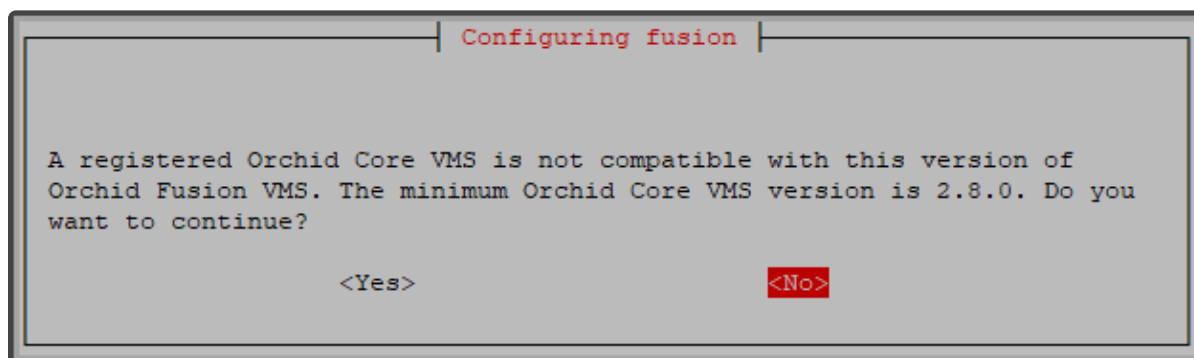 Configuring fusion
A registered Orchid Core VMS is not compatible with this version of
Orchid Fusion VMS. The minimum Orchid Core VMS version is 2.8.0. Do you
want to continue?
<Yes> <No>